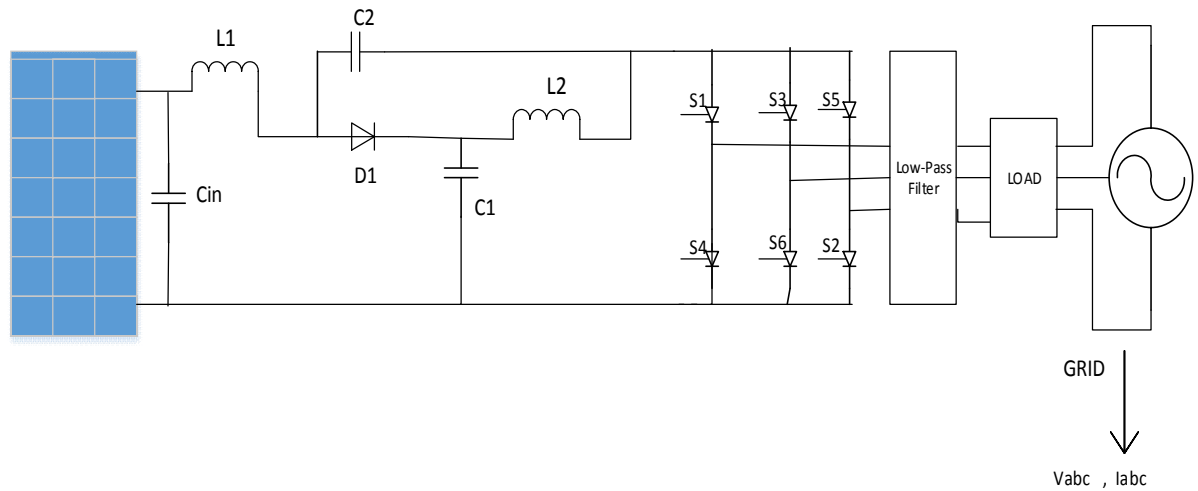 C2
L1
L2
S1
S3
S5
D1
Cin
C1
Low-Pass
Filter
LOAD
S4
S6
S2
GRID
Vabc , Iabc